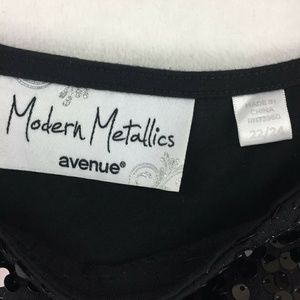 Modern Metallics
avenue®
MADE IN
CHINA
22/24